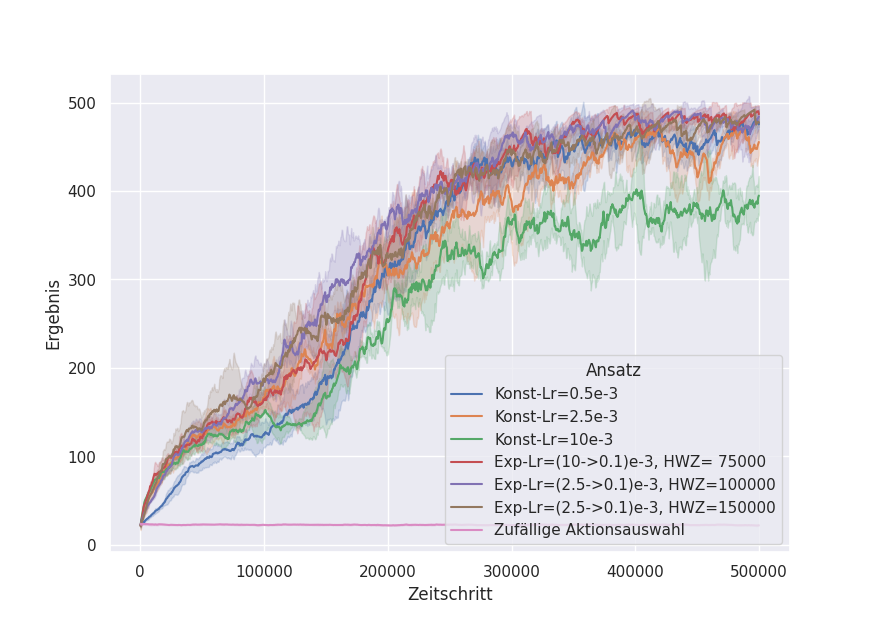 500
400
300
200
100
0
Ergebnis
Ansatz
Konst-Lr=0.5e-3
Konst-Lr=2.5e-3
Konst-Lr=10e-3
Exp-Lr=(10->0.1)e-3, HWZ= 75000
Exp-Lr=(2.5->0.1)e-3, HWZ=100000
Exp-Lr=(2.5->0.1)e-3, HWZ=150000
Zufällige Aktionsauswahl
0 100000 200000 300000 400000 500000
Zeitschritt